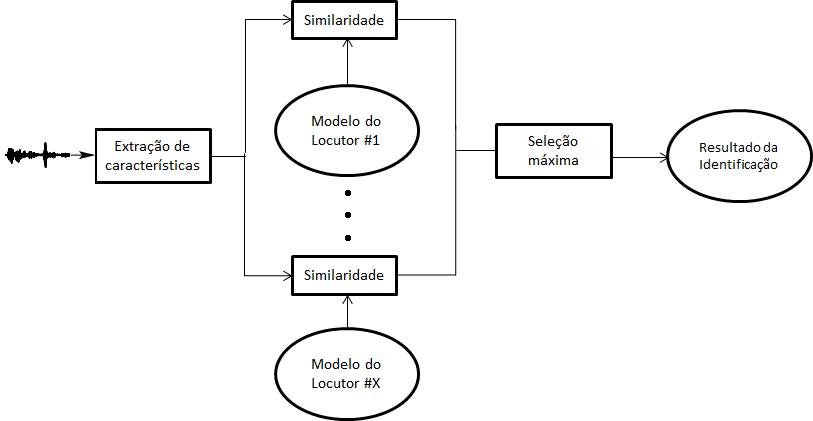 Similaridade
Modelo do
Locutor #1
Extração de
características
Seleção
máxima
Resultado da
Identificação
Similaridade
Modelo do
Locutor #X